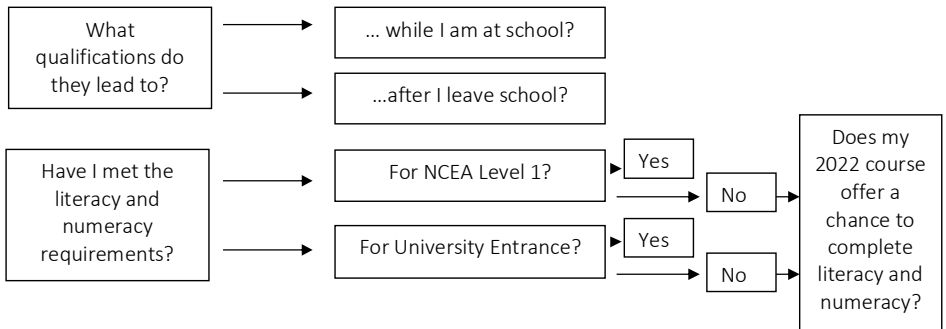 What
qualifications do
they lead to?
... while I am at school?
...after I leave school?
Have I met the
literacy and
numeracy
requirements?
For NCEA Level 1?
Yes
No
For University Entrance?
Yes
No
Does my
2022 course
offer a
chance to
complete
literacy and
numeracy?